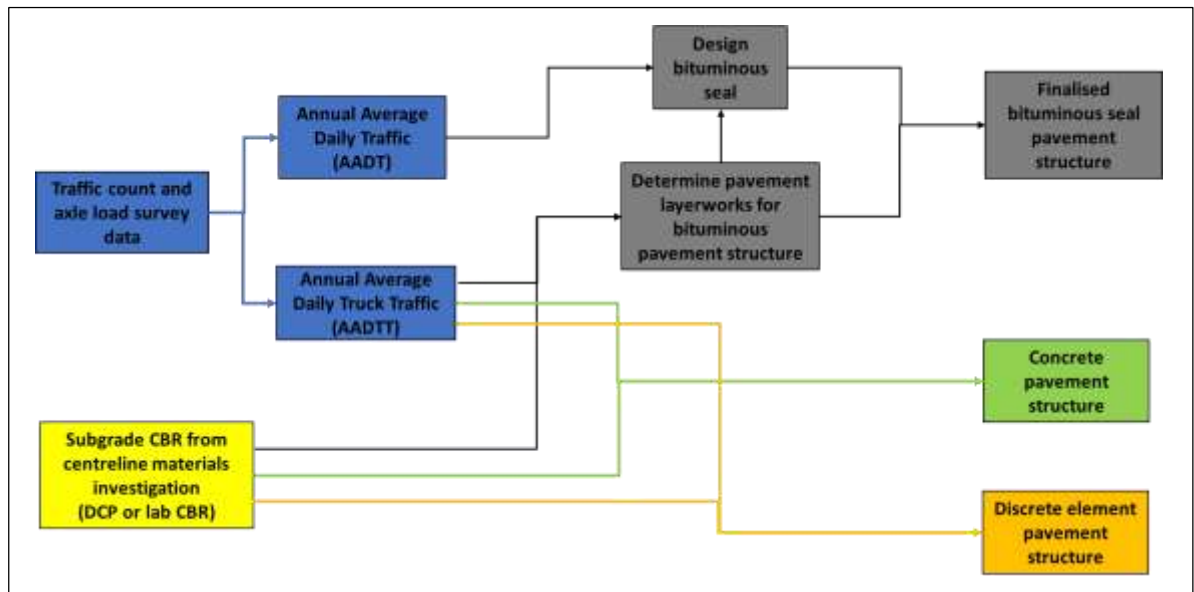 Design
bituminous
seal
Finalised
bituminous seal
pavement
structure
Annual Average
Daily Traffic
(AADT)
Traffic count and
axle load survey
data
Determine pavement
layerworks for
bituminous
pavement structure
Annual Average
Daily Truck Traffic
(AADTT)
Concrete
pavement
structure
Subgrade CBR from
centreline materials
investigation
(DCP or lab CBR)
Discrete element
pavement
structure